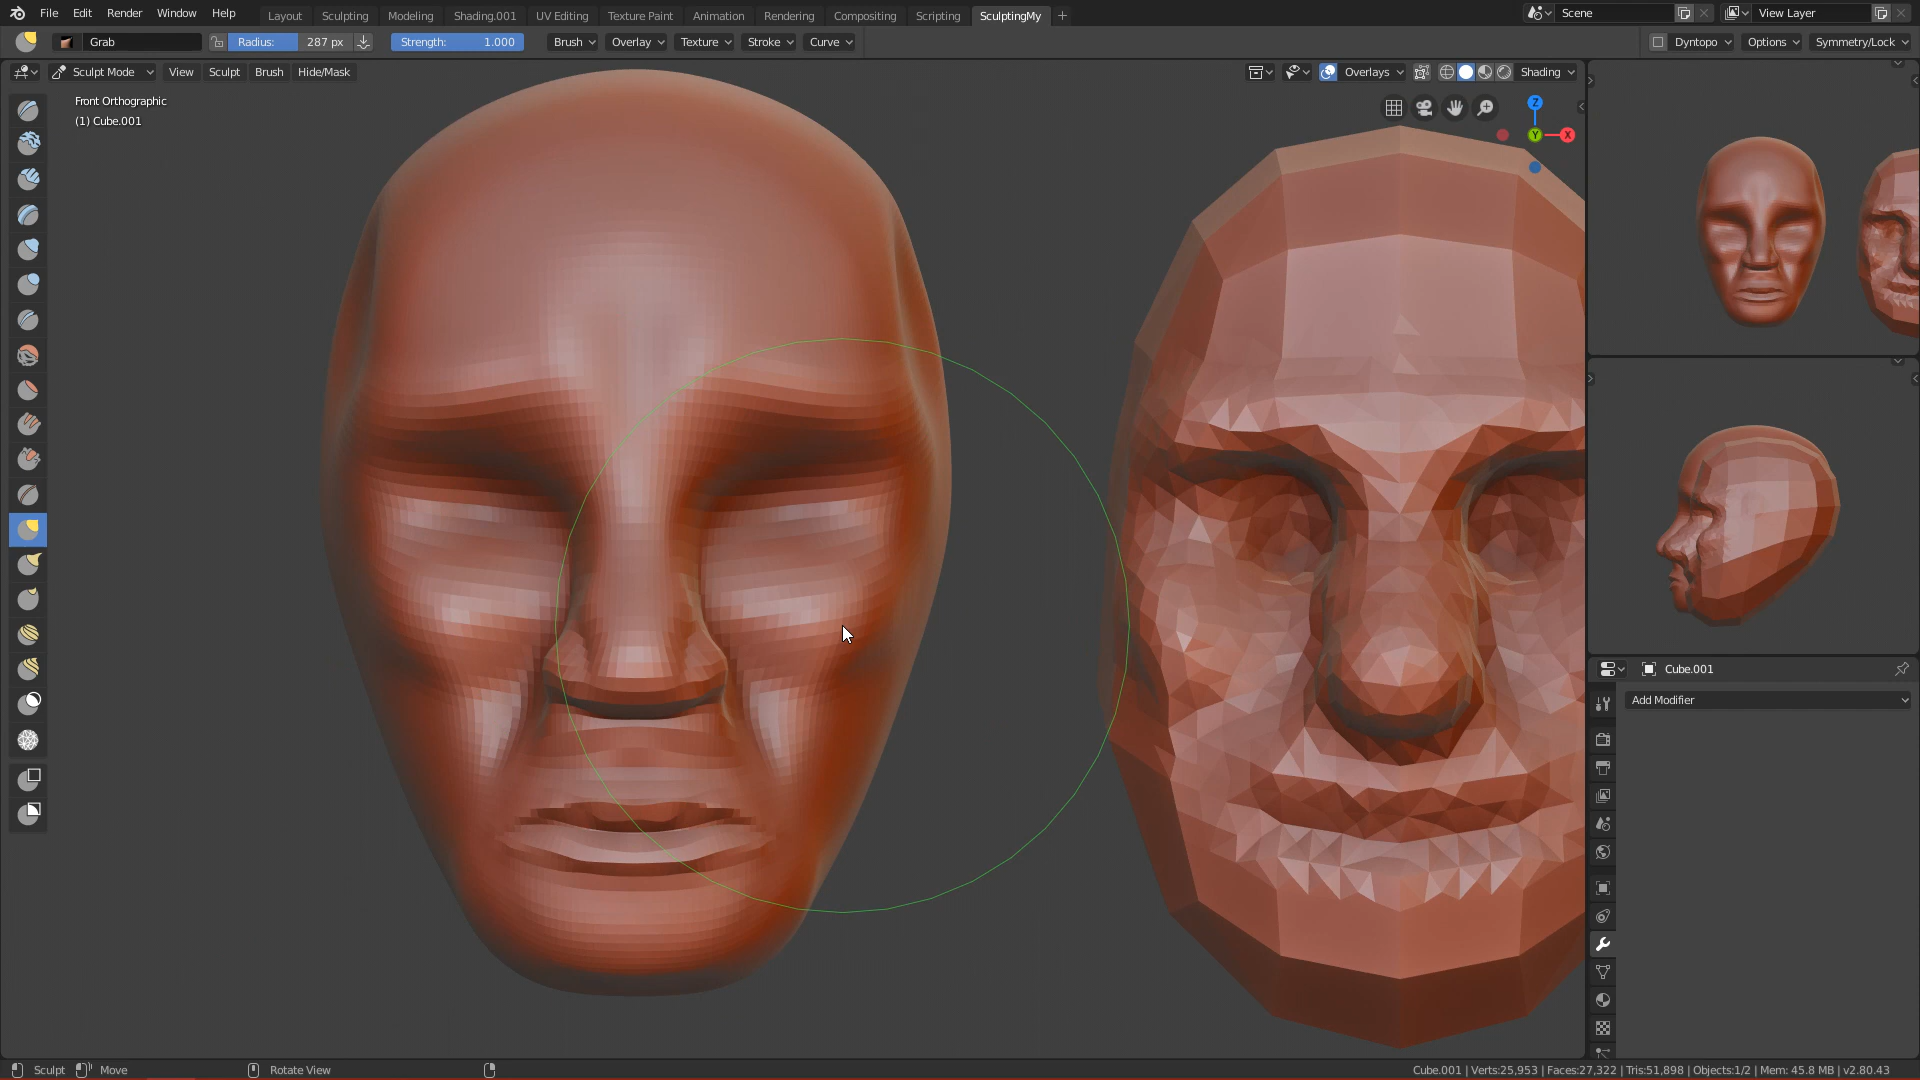 File Edit Render Window Help Layout Sculpting Modeling Shading.001 UV Editing Texture Paint Animation Rendering Compositing Scripting SculptingMy + Scene View Layer
Grab Radius: 287 px Strength: 1.000 Brush Overlay Texture Stroke Curve Dyntopo Options Symmetry/Lock
Sculpt Mode View Sculpt Brush Hide/Mask Overlays Shading
Front Orthographic
(1) Cube.001
Z
Y X
Cube.001
Add Modifier
Sculpt Move Rotate View Cube.001 | Verts:25,953 | Faces:27,322 | Tris:51,898 | Objects:1/2 | Mem: 45.8 MB | v2.80.43